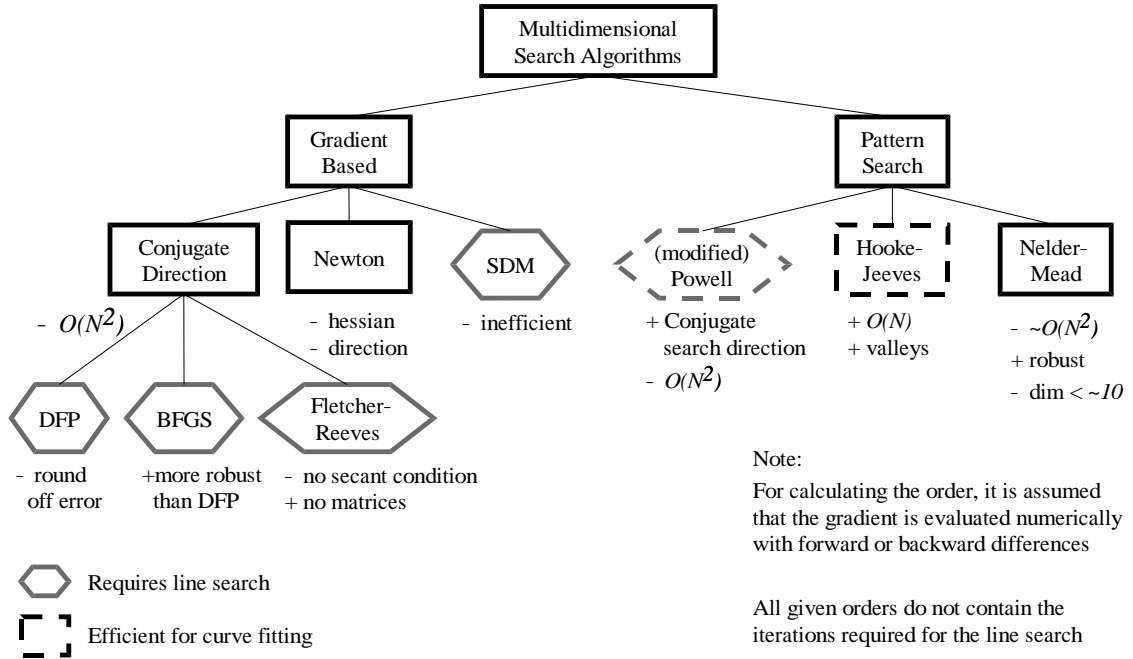 Multidimensional
Search Algorithms
Gradient
Based
Pattern
Search
Conjugate
Direction
Newton
SDM
(modified)
Powell
Hooke-
Jeeves
Nelder-
Mead
- O(N²)
- hessian
- direction
- inefficient
+ Conjugate
search direction
- O(N²)
+ O(N)
+ valleys
- ~O(N²)
+ robust
- dim < ~10
DFP
BFGS
Fletcher-
Reeves
- round
off error
+more robust
than DFP
- no secant condition
+ no matrices
Note:
For calculating the order, it is assumed
that the gradient is evaluated numerically
with forward or backward differences
Requires line search
Efficient for curve fitting
All given orders do not contain the
iterations required for the line search